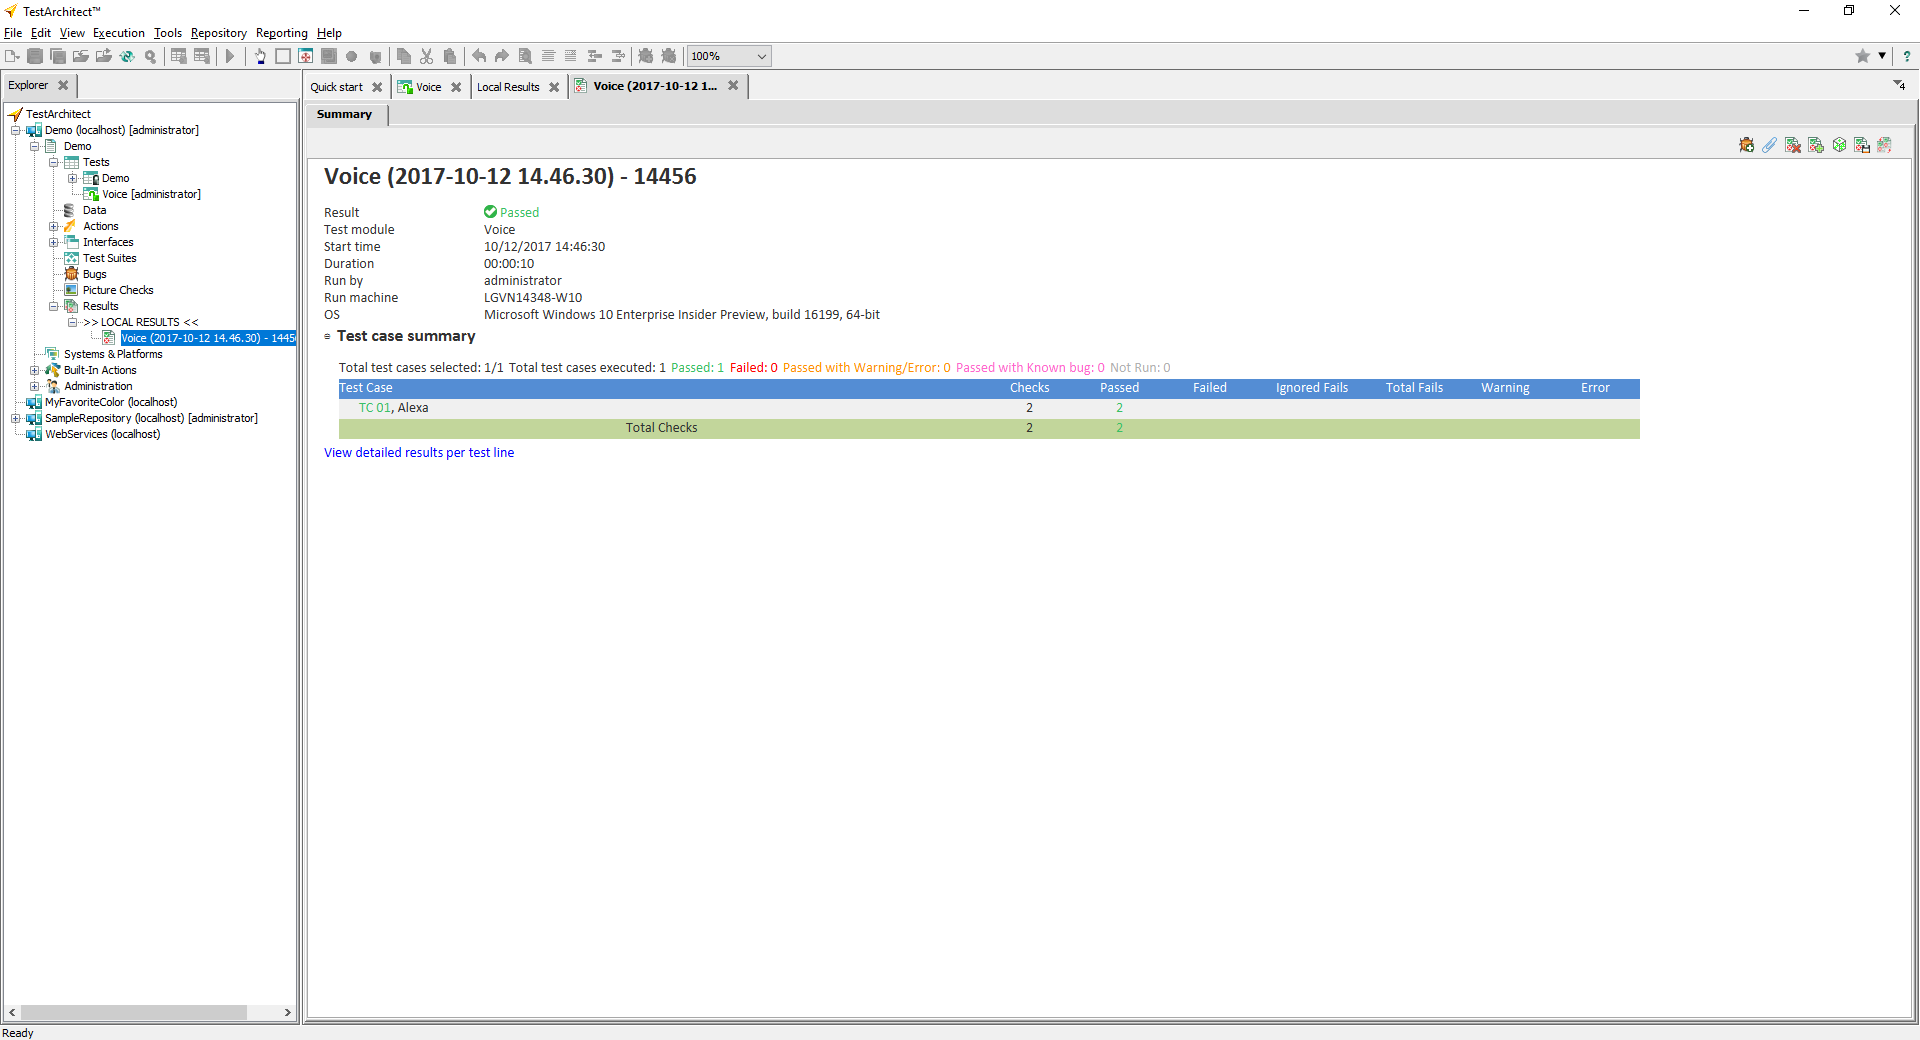 TestArchitect™
File Edit View Execution Tools Repository Reporting Help
100%
Explorer
Quick start
Voice
Local Results
Voice (2017-10-12 1...
4
TestArchitect
Demo (localhost) [administrator]
Demo
Tests
Demo
Voice [administrator]
Data
Actions
Interfaces
Test Suites
Bugs
Picture Checks
Results
>> LOCAL RESULTS <<
Voice (2017-10-12 14.46.30) - 1445
Systems & Platforms
Built-In Actions
Administration
MyFavoriteColor (localhost)
SampleRepository (localhost) [administrator]
WebServices (localhost)
Summary
Voice (2017-10-12 14.46.30) - 14456
Result Passed
Test module Voice
Start time 10/12/2017 14:46:30
Duration 00:00:10
Run by administrator
Run machine LGVN14348-W10
OS Microsoft Windows 10 Enterprise Insider Preview, build 16199, 64-bit
Test case summary
Total test cases selected: 1/1 Total test cases executed: 1 Passed: 1 Failed: 0 Passed with Warning/Error: 0 Passed with Known bug: 0 Not Run: 0
Test Case Checks Passed Failed Ignored Fails Total Fails Warning Error
TC 01, Alexa 2 2
Total Checks 2 2
View detailed results per test line
Ready